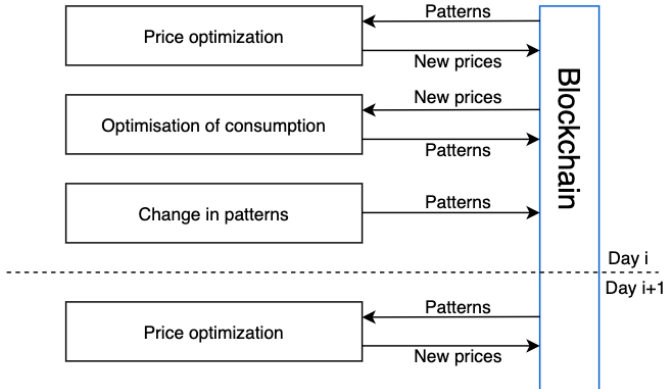 Patterns
Price optimization
New prices
New prices
Optimisation of consumption
Patterns
Change in patterns
Patterns
Blockchain
Day i
Day i+1
Patterns
Price optimization
New prices